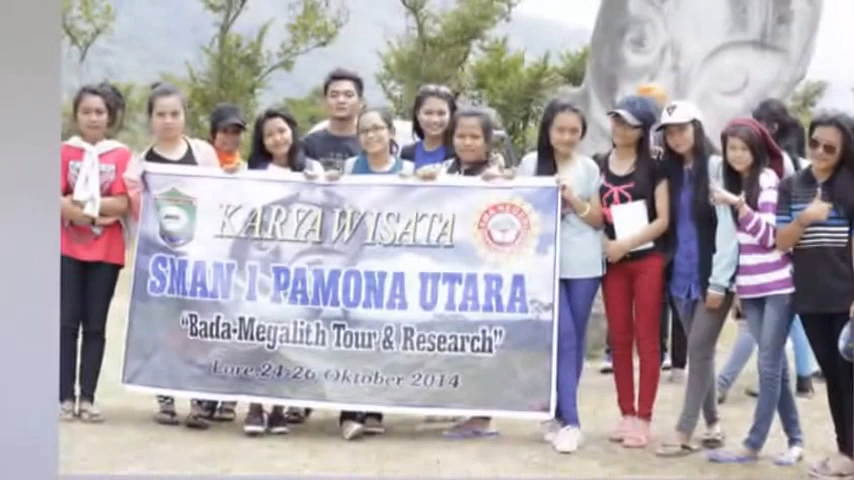 KARYA WISATA
SMAN 1 PAMONA UTARA
"Bada-Megalith Tour & Research"
Lore 24-26 Oktober 2014